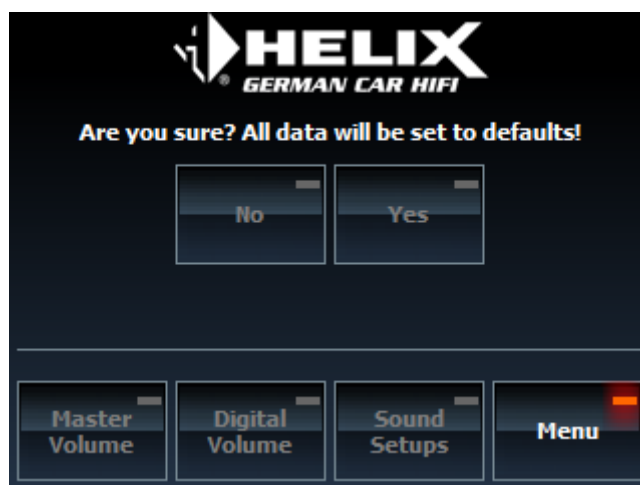 HELIX
® GERMAN CAR HIFI
Are you sure? All data will be set to defaults!
No Yes
Master Digital Sound
Volume Volume Setups Menu